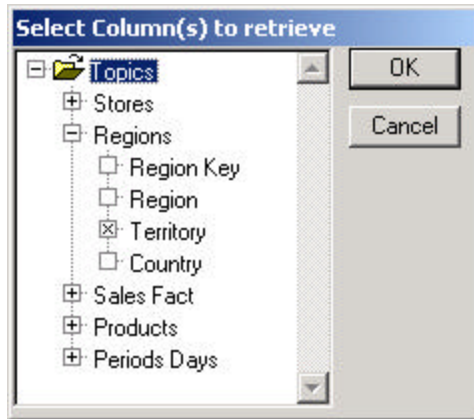 Select Column(s) to retrieve
Topics
Stores
Regions
Region Key
Region
Territory
Country
Sales Fact
Products
Periods Days
OK
Cancel